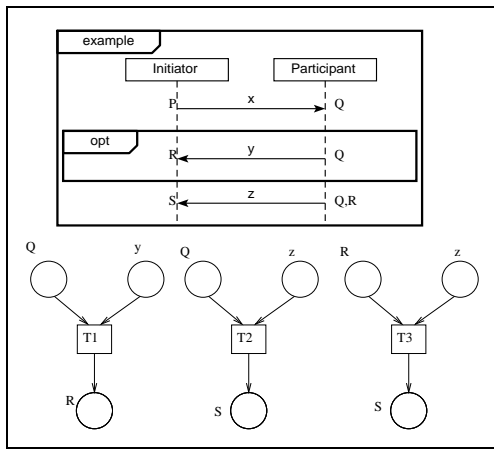 example
Initiator Participant
P x Q
opt
R y Q
S z Q,R
Q y Q z R z
T1 T2 T3
R S S